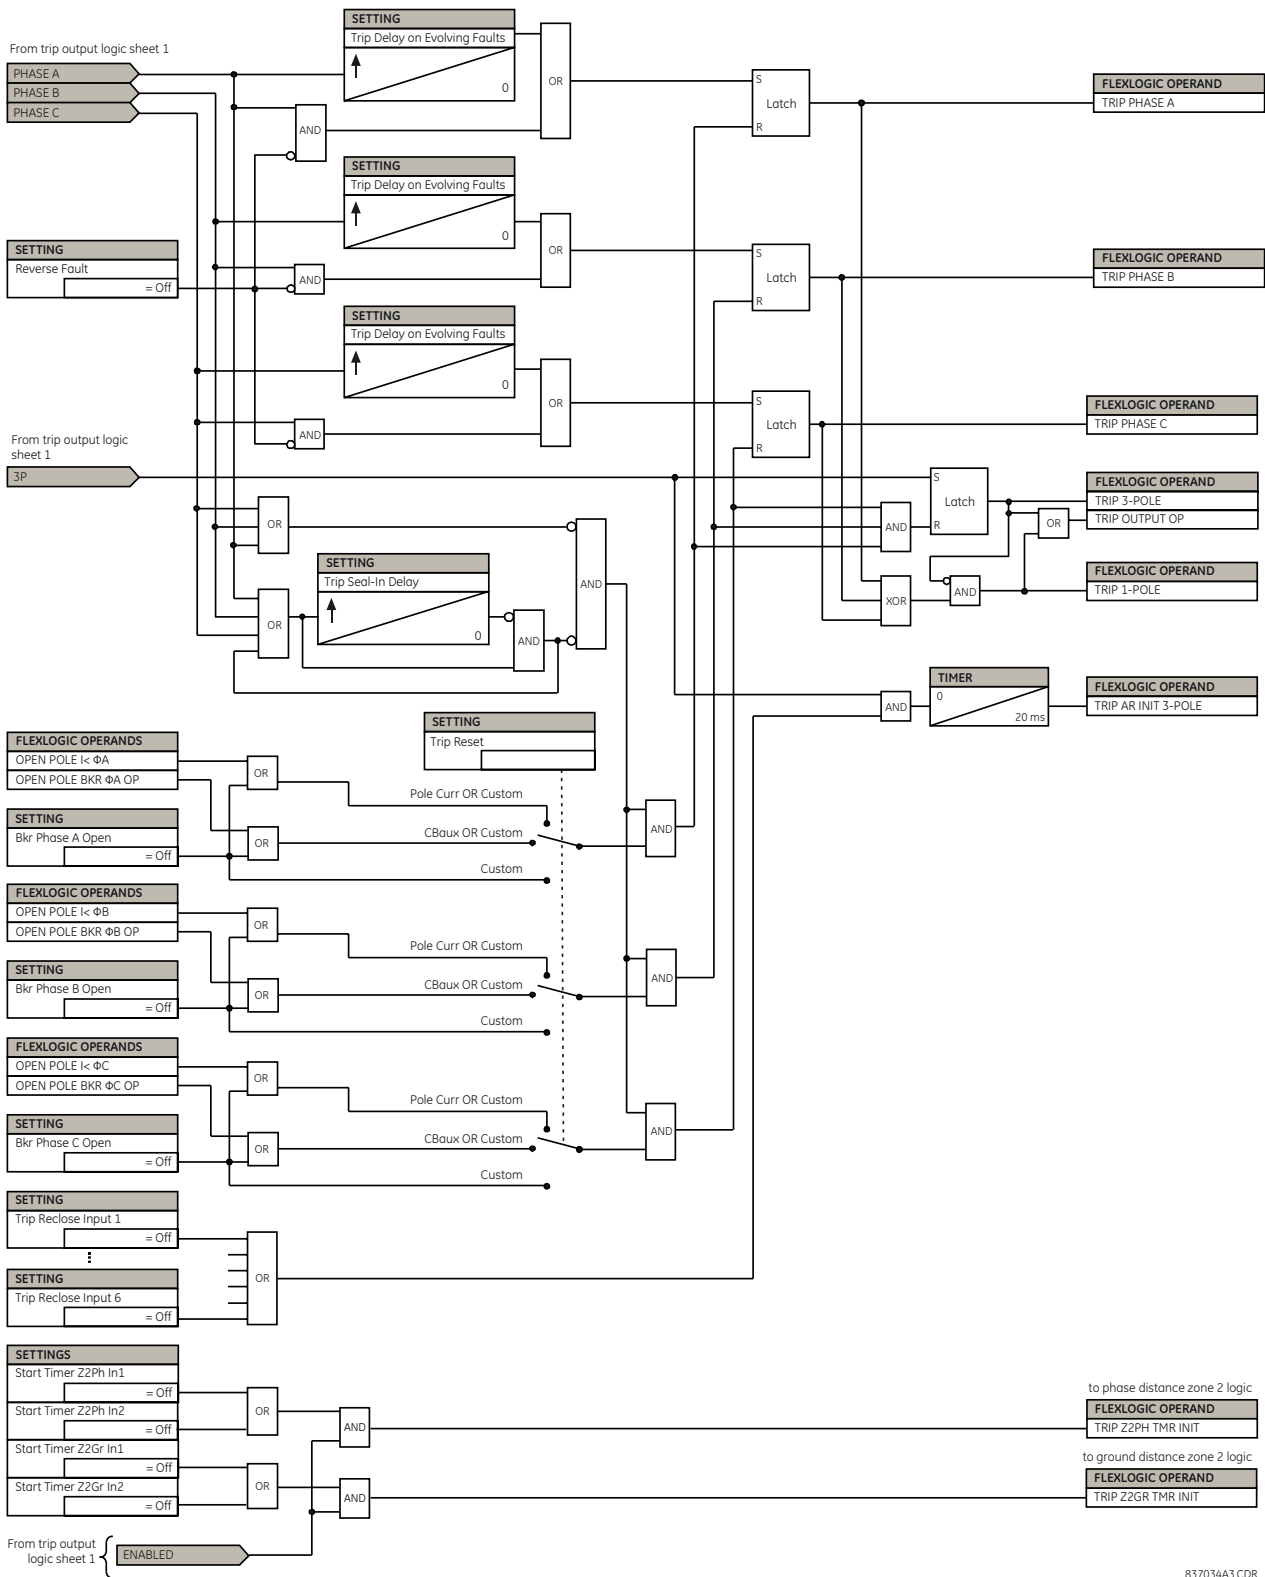 SETTING
Trip Delay on Evolving Faults
0
From trip output logic sheet 1
PHASE A
PHASE B
PHASE C
OR
AND
S
Latch
R
FLEXLOGIC OPERAND
TRIP PHASE A
SETTING
Trip Delay on Evolving Faults
0
SETTING
Reverse Fault
= Off
AND
OR
S
Latch
R
FLEXLOGIC OPERAND
TRIP PHASE B
SETTING
Trip Delay on Evolving Faults
0
OR
AND
S
Latch
R
FLEXLOGIC OPERAND
TRIP PHASE C
From trip output logic
sheet 1
3P
S
Latch
R
AND
OR
FLEXLOGIC OPERAND
TRIP 3-POLE
TRIP OUTPUT OP
OR
SETTING
Trip Seal-In Delay
0
OR
AND
AND
XOR
AND
FLEXLOGIC OPERAND
TRIP 1-POLE
AND
TIMER
0
20 ms
FLEXLOGIC OPERAND
TRIP AR INIT 3-POLE
SETTING
Trip Reset
FLEXLOGIC OPERANDS
OPEN POLE I< ΦA
OPEN POLE BKR ΦA OP
OR
Pole Curr OR Custom
SETTING
Bkr Phase A Open
= Off
OR
CBaux OR Custom
AND
Custom
FLEXLOGIC OPERANDS
OPEN POLE I< ΦB
OPEN POLE BKR ΦB OP
OR
Pole Curr OR Custom
SETTING
Bkr Phase B Open
= Off
OR
CBaux OR Custom
AND
Custom
FLEXLOGIC OPERANDS
OPEN POLE I< ΦC
OPEN POLE BKR ΦC OP
OR
Pole Curr OR Custom
SETTING
Bkr Phase C Open
= Off
OR
CBaux OR Custom
AND
Custom
SETTING
Trip Reclose Input 1
= Off
OR
SETTING
Trip Reclose Input 6
= Off
SETTINGS
Start Timer Z2Ph In1
= Off
Start Timer Z2Ph In2
= Off
Start Timer Z2Gr In1
= Off
Start Timer Z2Gr In2
= Off
OR
AND
OR
AND
to phase distance zone 2 logic
FLEXLOGIC OPERAND
TRIP Z2PH TMR INIT
to ground distance zone 2 logic
FLEXLOGIC OPERAND
TRIP Z2GR TMR INIT
From trip output
logic sheet 1
ENABLED
837034A3.CDR